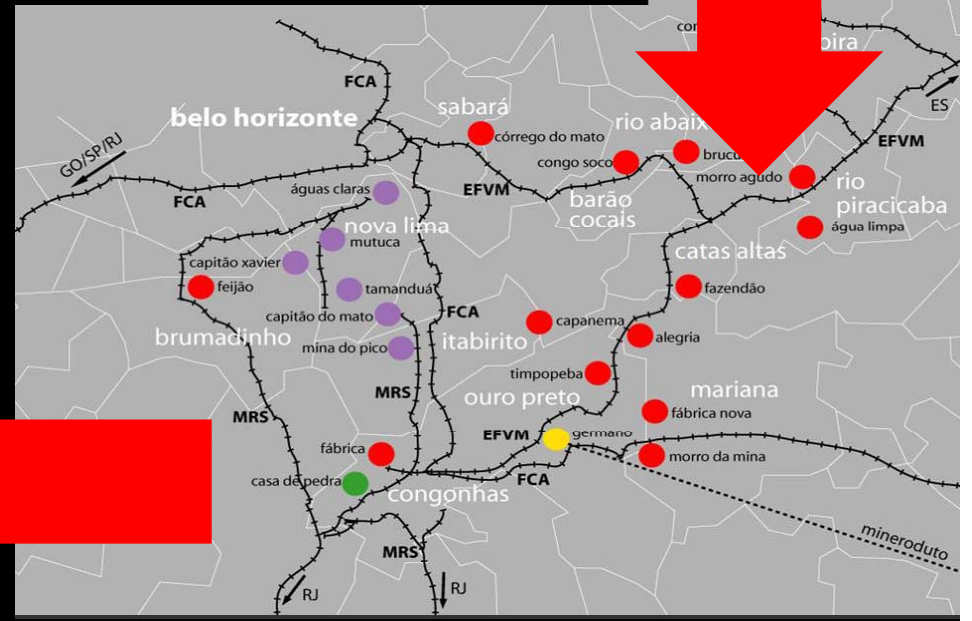 FCA
ES
sabará
belo horizonte
córrego do mato
EFVM
GO/SP/RJ
congo soco
morro agudo
rio
piracicaba
águas claras
EFVM
FCA
barão
cocais
água limpa
nova lima
mutuca
catas altas
capitão xavier
feijão
tamanduá
fazendão
capitão do mato
FCA
capanema
brumadinho
mina do pico
itabirito
alegria
timpopeba
MRS
ouro preto
mariana
MRS
fábrica nova
EFVM
germano
fábrica
morro da mina
casa de pedra
FCA
congonhas
mineroduto
MRS
RJ
RJ